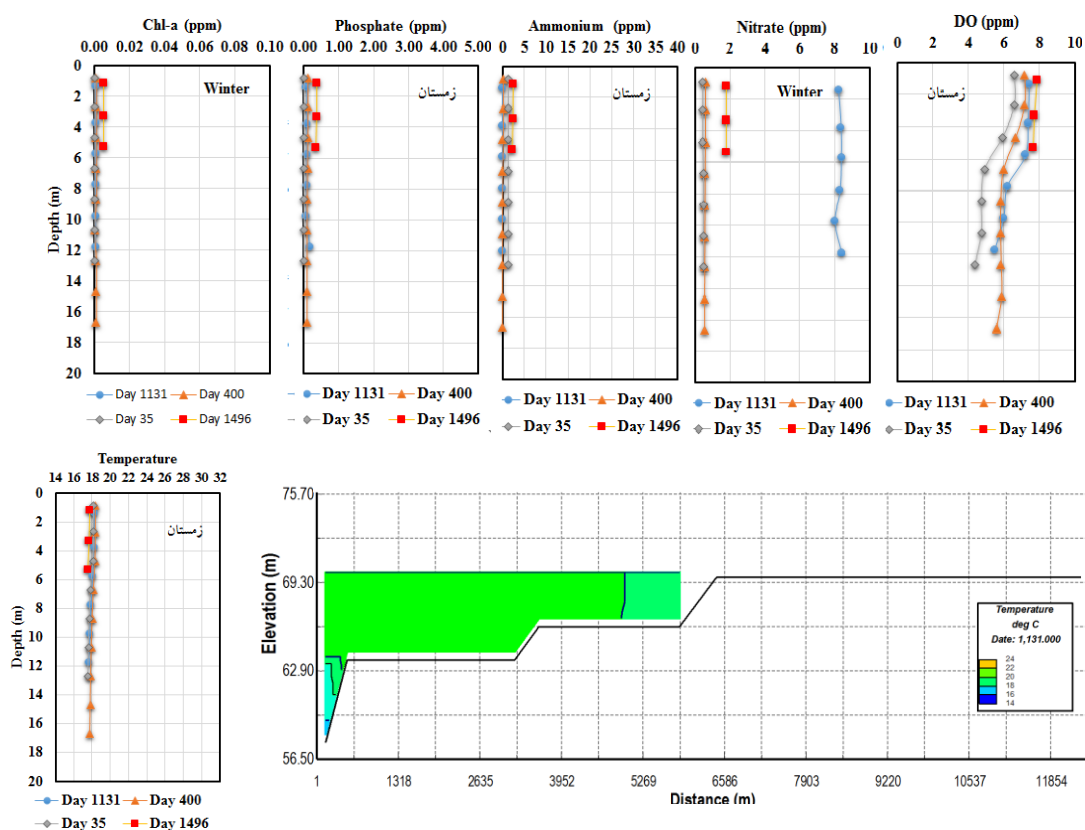 Chl-a (ppm)
0.00 0.02 0.04 0.06 0.08 0.10
0
2
4
6
8
10
12
14
16
18
20
Depth (m)
Winter
Day 1131 Day 400
Day 35 Day 1496
Phosphate (ppm)
0.00 1.00 2.00 3.00 4.00 5.00
زمستان
Day 1131 Day 400
Day 35 Day 1496
Ammonium (ppm)
0 5 10 15 20 25 30 35 40
زمستان
Day 1131 Day 400
Day 35 Day 1496
Nitrate (ppm)
0 2 4 6 8 10
Winter
Day 1131 Day 400
Day 35 Day 1496
DO (ppm)
0 2 4 6 8 10
زمستان
Day 1131 Day 400
Day 35 Day 1496
Temperature
14 16 18 20 22 24 26 28 30 32
0
2
4
6
8
10
12
14
16
18
20
Depth (m)
زمستان
Day 1131 Day 400
Day 35 Day 1496
75.70
69.30
62.90
56.50
Elevation (m)
1 1318 2635 3952 5269 6586 7903 9220 10537 11854
Distance (m)
Temperature
deg C
Date: 1,131.000
24
22
20
18
16
14